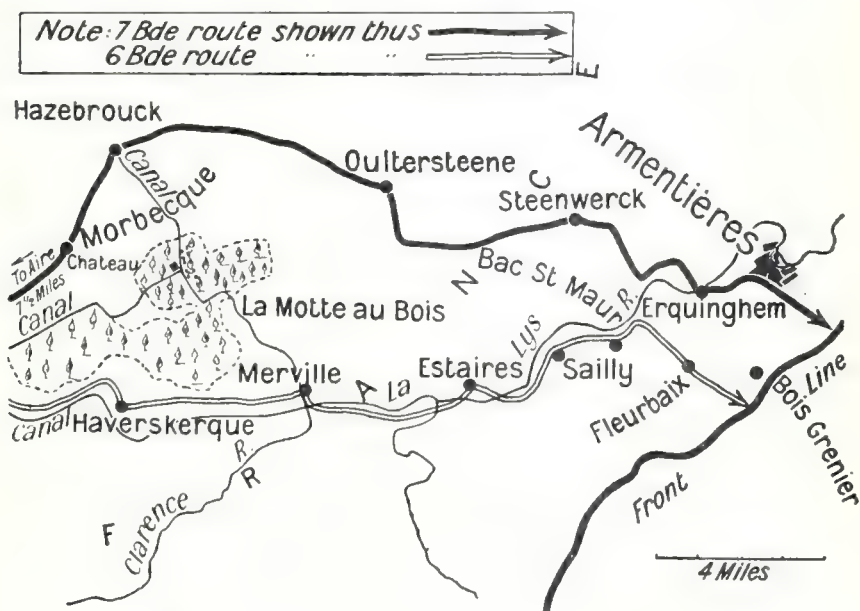 Note: 7 Bde route shown thus
6 Bde route " "
Hazebrouck
Canal
Morbecque
Oultersteene
Steenwerck
Armentières
To Aire
7½ Miles
Chateau
Canal
La Motte au Bois
Bac St Maur
R.
Erquinghem
Merville
Estaires
La
Lys
Sailly
Fleurbaix
Bois Grenier
Canal
Haverskerque
Clarence
R.
Front
Line
F
R
A
N
C
E
4 Miles